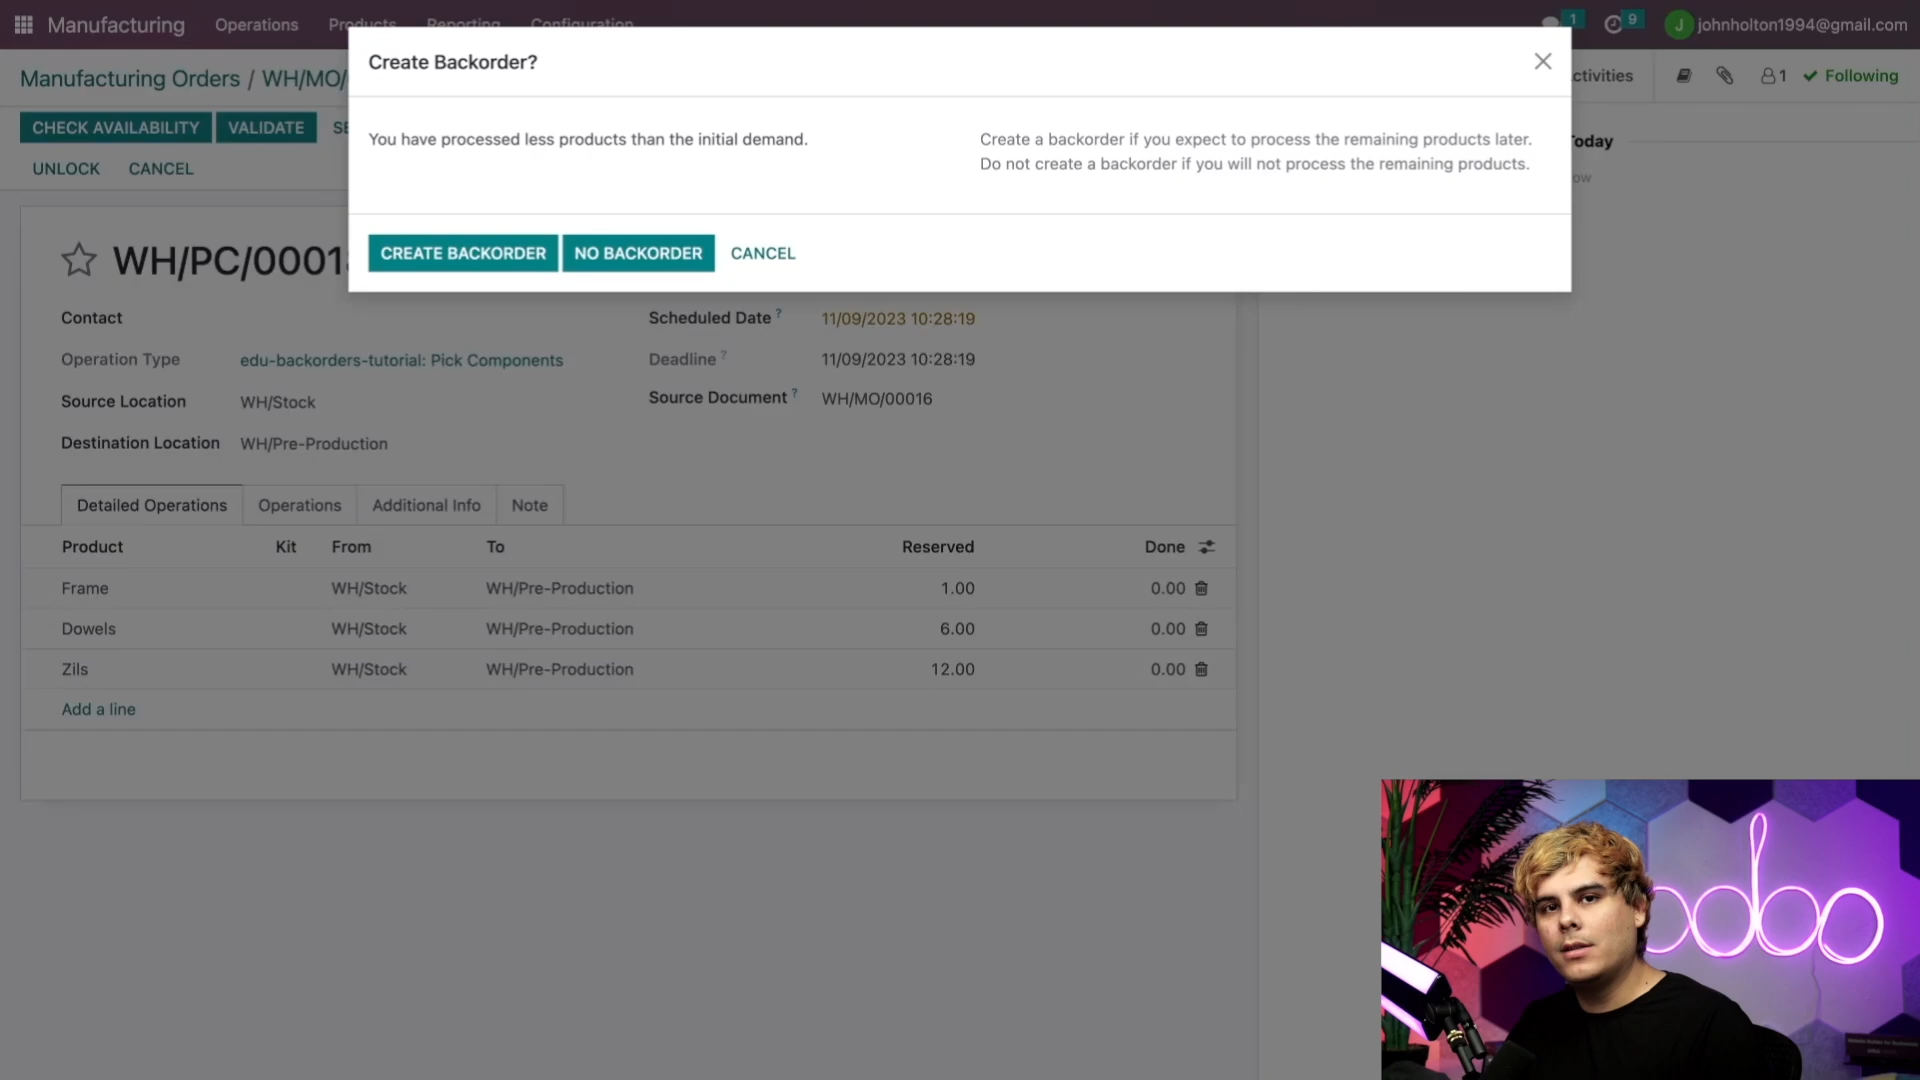 Manufacturing Operations Products Reporting Configuration 1 9 J johnholton1994@gmail.com
Create Backorder?
Manufacturing Orders / WH/MO/
ctivities 1 Following
CHECK AVAILABILITY VALIDATE SE
You have processed less products than the initial demand.
Create a backorder if you expect to process the remaining products later.
Do not create a backorder if you will not process the remaining products.
Today
ow
UNLOCK CANCEL
CREATE BACKORDER NO BACKORDER CANCEL
WH/PC/0001
Contact
Scheduled Date ? 11/09/2023 10:28:19
Operation Type edu-backorders-tutorial: Pick Components
Deadline ? 11/09/2023 10:28:19
Source Location WH/Stock
Source Document ? WH/MO/00016
Destination Location WH/Pre-Production
Detailed Operations Operations Additional Info Note
Product Kit From To Reserved Done
Frame WH/Stock WH/Pre-Production 1.00 0.00
Dowels WH/Stock WH/Pre-Production 6.00 0.00
Zils WH/Stock WH/Pre-Production 12.00 0.00
Add a line
odoo